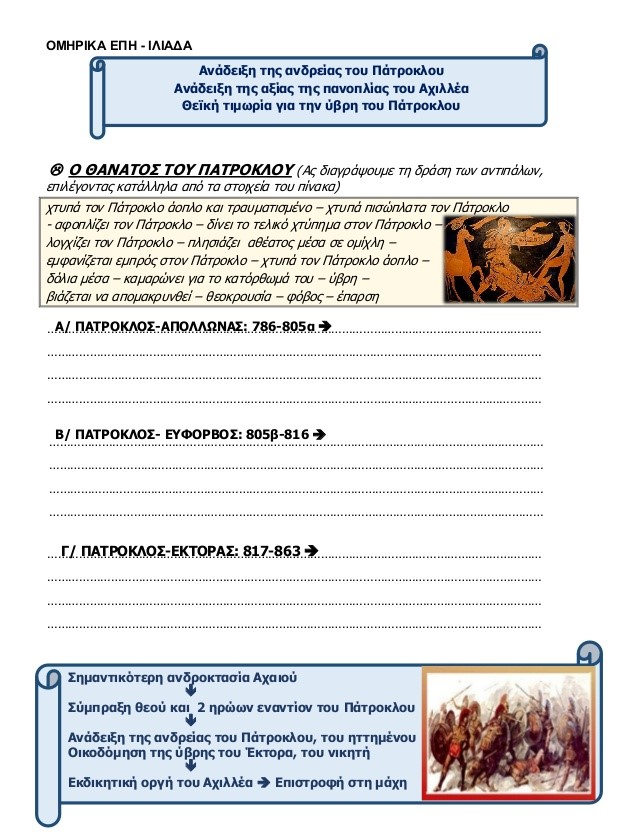 ΟΜΗΡΙΚΑ ΕΠΗ - ΙΛΙΑΔΑ
Ανάδειξη της ανδρείας του Πάτροκλου
Ανάδειξη της αξίας της πανοπλίας του Αχιλλέα
Θεϊκή τιμωρία για την ύβρη του Πάτροκλου
☹ Ο ΘΑΝΑΤΟΣ ΤΟΥ ΠΑΤΡΟΚΛΟΥ (Ας διαγράψουμε τη δράση των αντιπάλων,
επιλέγοντας κατάλληλα από τα στοιχεία του πίνακα)
χτυπά τον Πάτροκλο άοπλο και τραυματισμένο – χτυπά πισώπλατα τον Πάτροκλο
- αφοπλίζει τον Πάτροκλο – δίνει το τελικό χτύπημα στον Πάτροκλο –
λογχίζει τον Πάτροκλο – πλησιάζει αθέατος μέσα σε ομίχλη –
εμφανίζεται εμπρός στον Πάτροκλο – χτυπά τον Πάτροκλο άοπλο –
δόλια μέσα – καμαρώνει για το κατόρθωμά του – ύβρη –
βιάζεται να απομακρυνθεί – θεοκρουσία – φόβος – έπαρση
Α/ ΠΑΤΡΟΚΛΟΣ-ΑΠΟΛΛΩΝΑΣ: 786-805α ➔
Β/ ΠΑΤΡΟΚΛΟΣ- ΕΥΦΟΡΒΟΣ: 805β-816 ➔
Γ/ ΠΑΤΡΟΚΛΟΣ-ΕΚΤΟΡΑΣ: 817-863 ➔
Σημαντικότερη ανδροκτασία Αχαιού
Σύμπραξη θεού και 2 ηρώων εναντίον του Πάτροκλου
Ανάδειξη της ανδρείας του Πάτροκλου, του ηττημένου
Οικοδόμηση της ύβρης του Έκτορα, του νικητή
Εκδικητική οργή του Αχιλλέα ➔ Επιστροφή στη μάχη